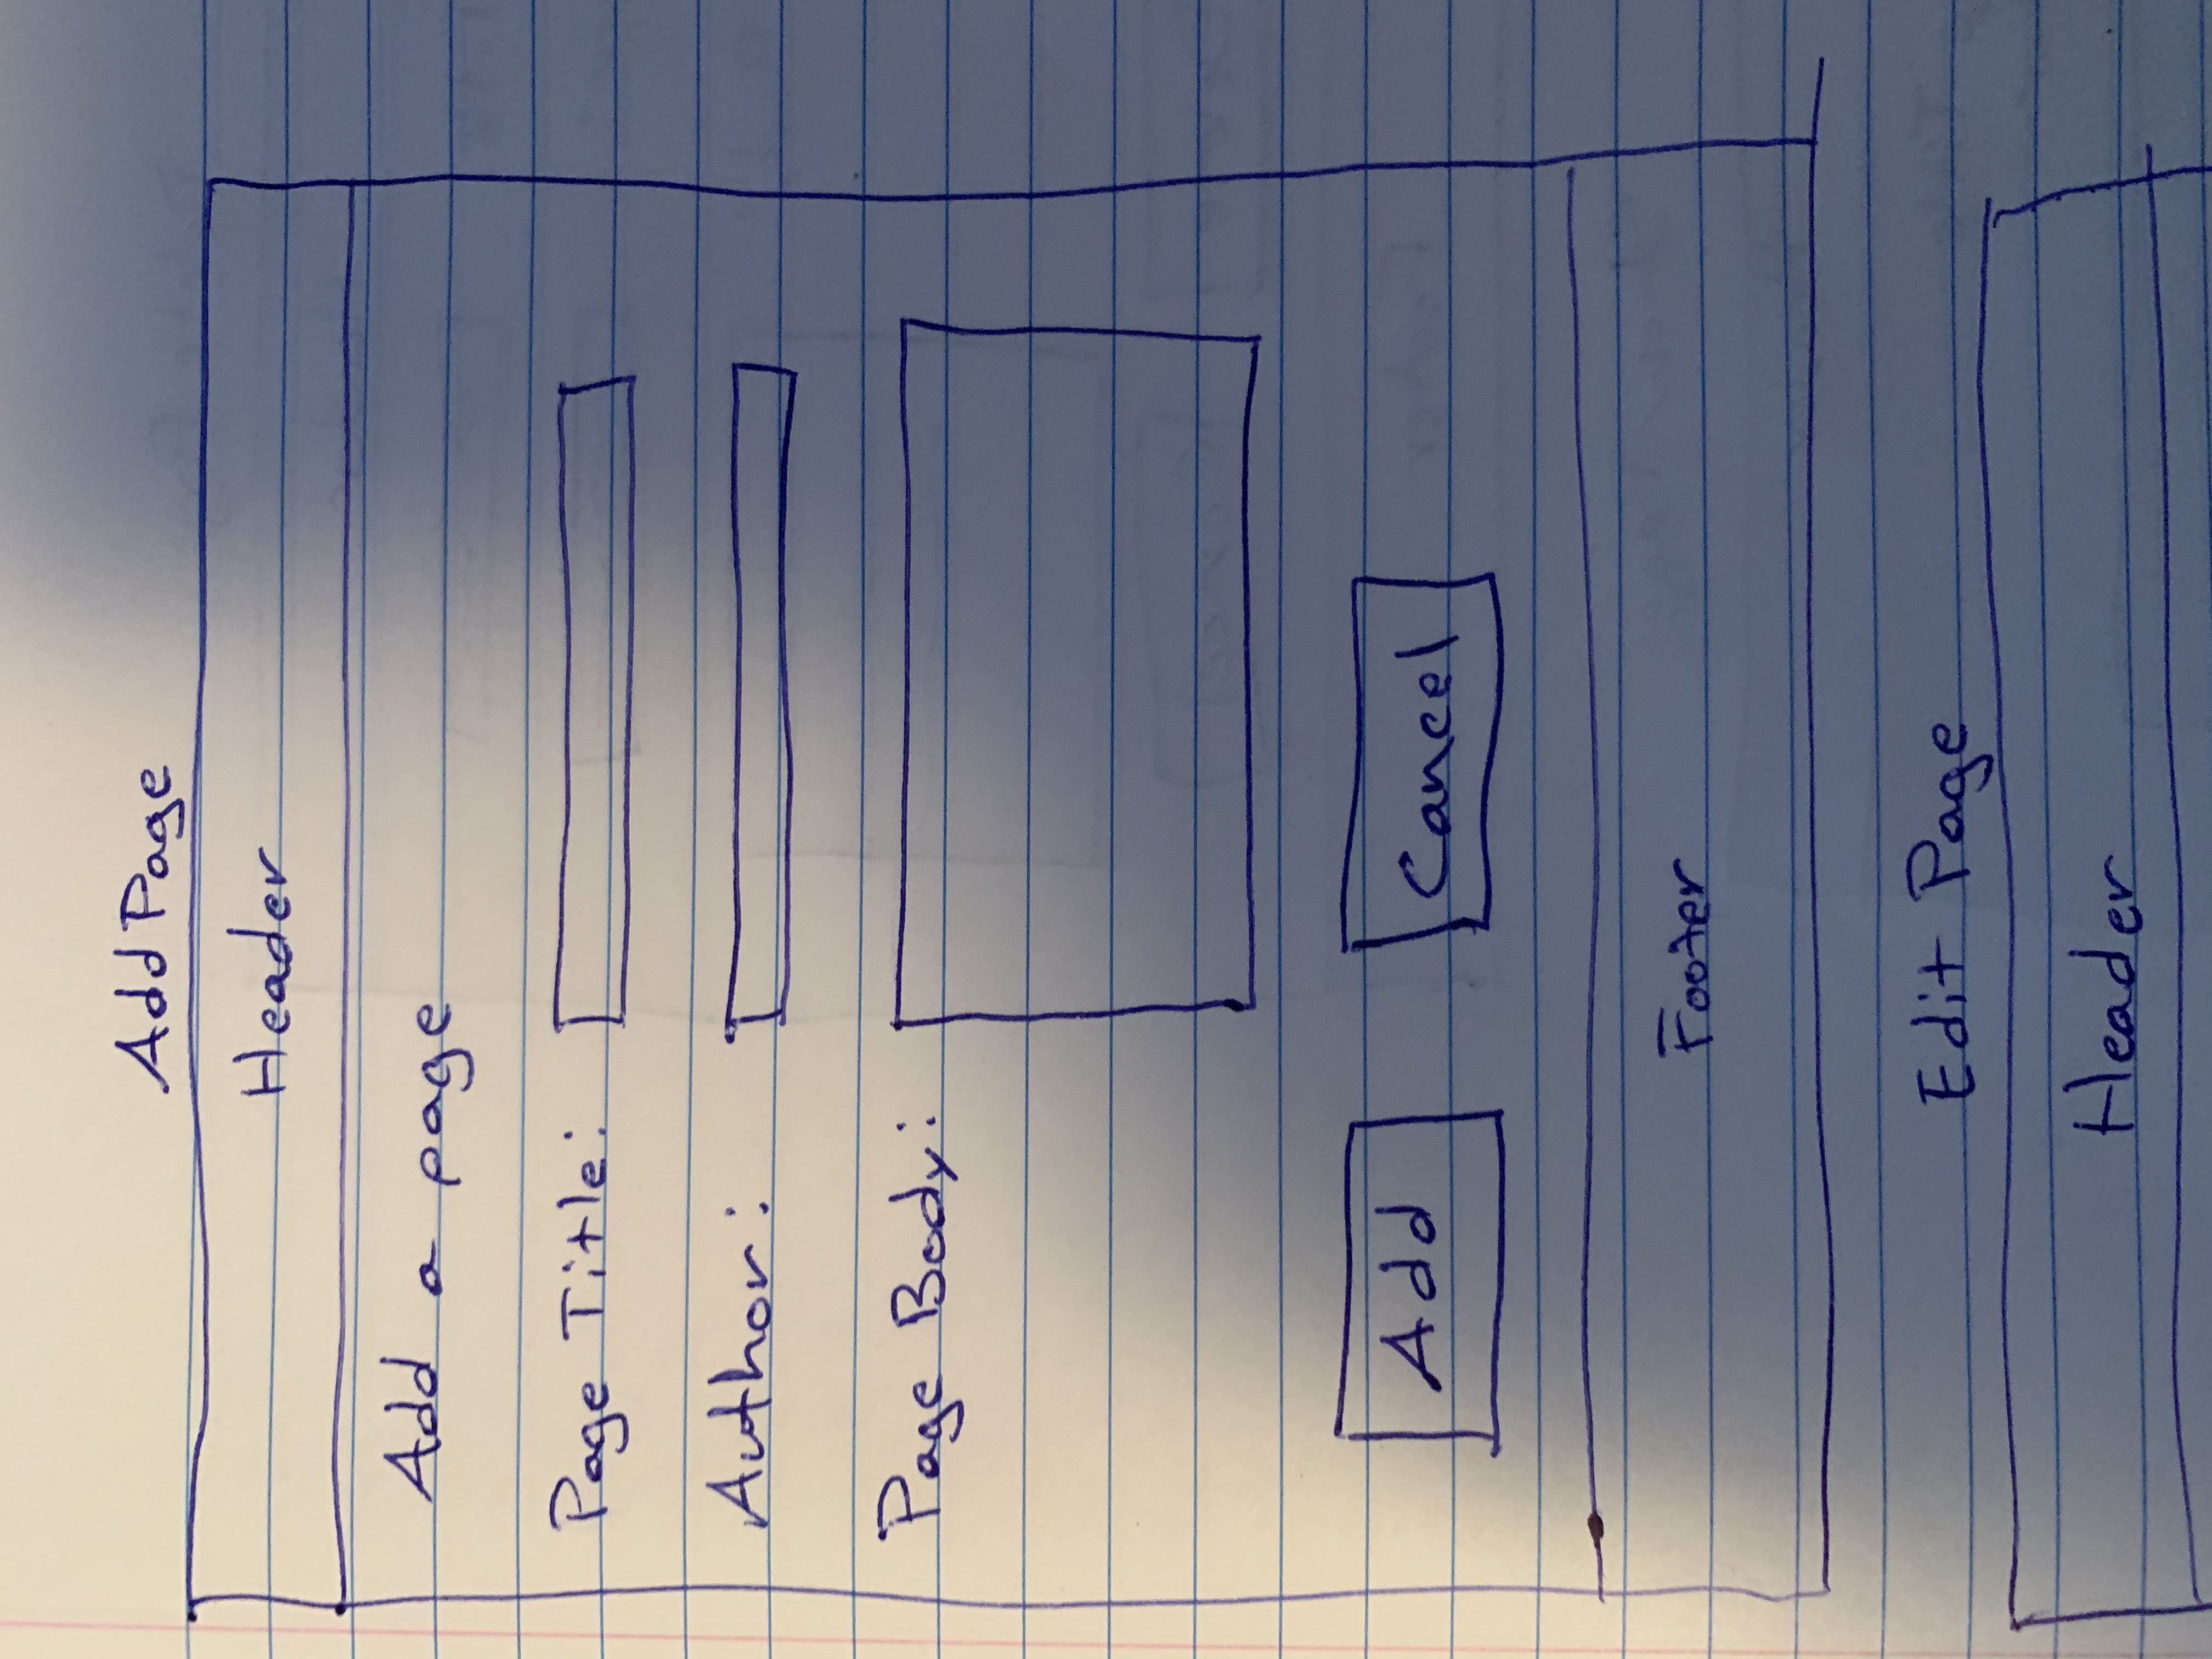 Add Page
Header
Add a page
Page Title:
Author:
Page Body:
Add Cancel
Footer
Edit Page
Header